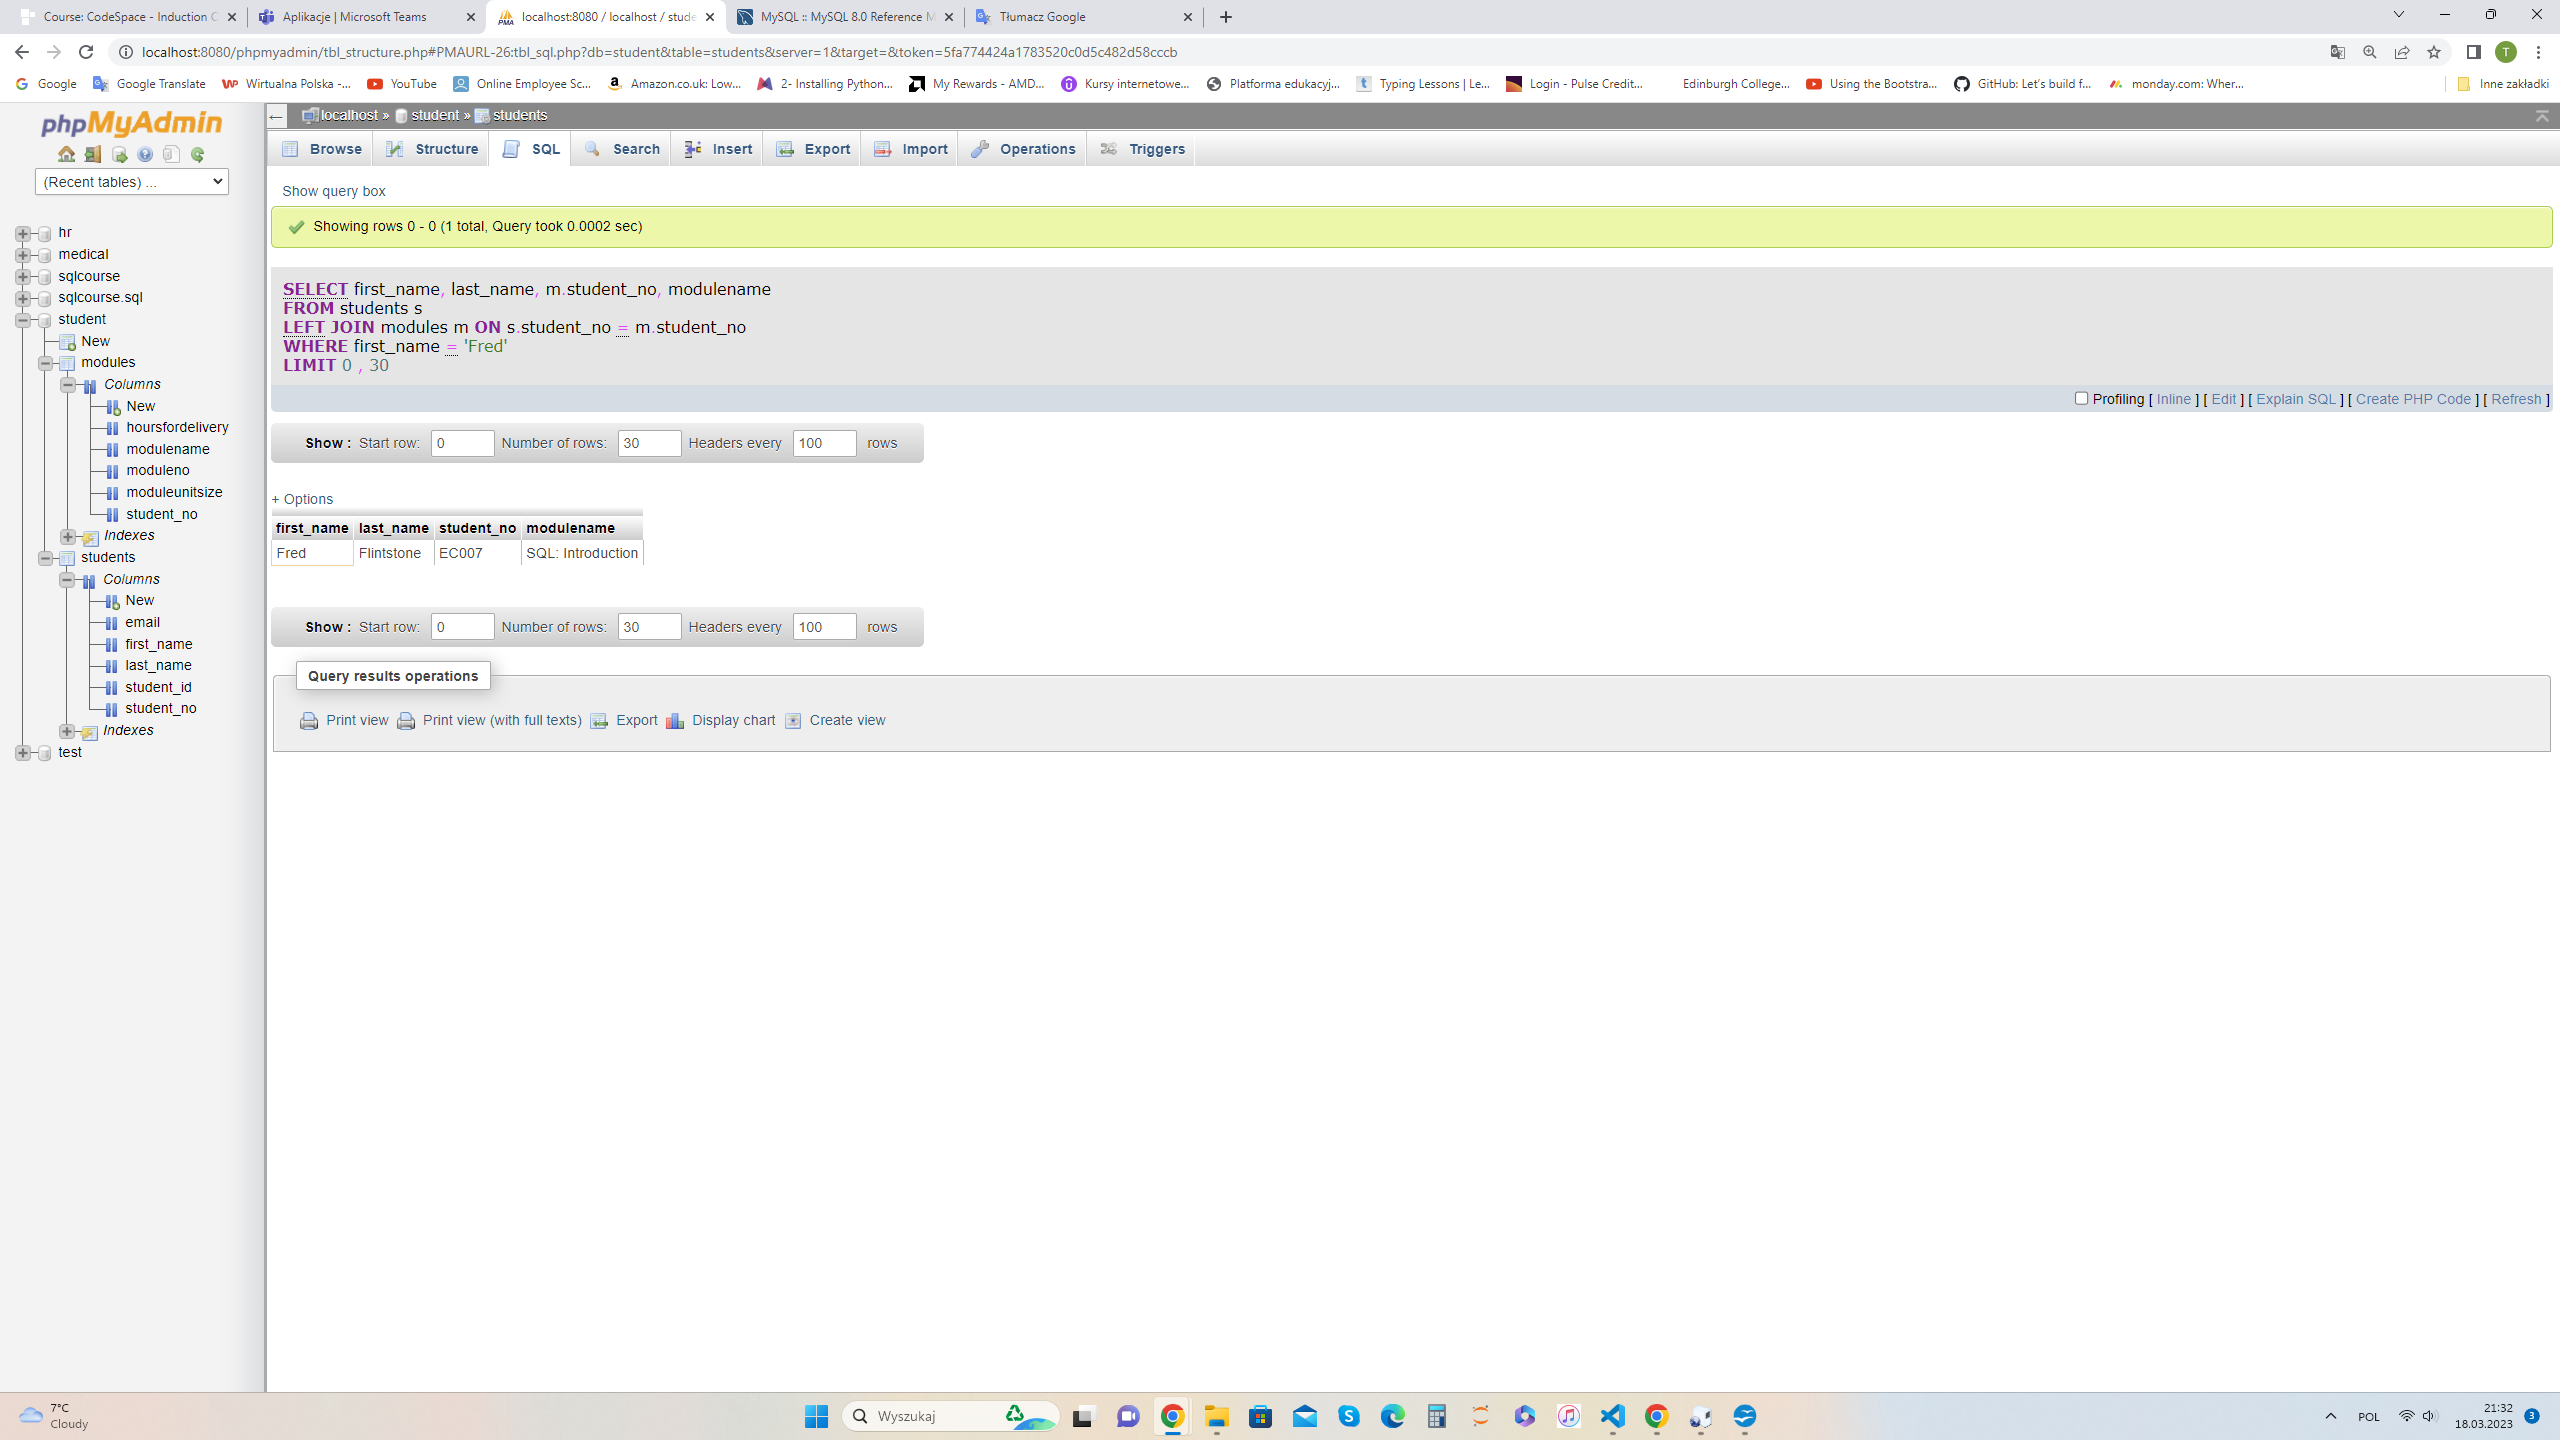 Course: CodeSpace - Induction C
Aplikacje | Microsoft Teams
localhost:8080 / localhost / stude
MySQL :: MySQL 8.0 Reference M
Tłumacz Google
localhost:8080/phpmyadmin/tbl_structure.php#PMAURL-26:tbl_sql.php?db=student&table=students&server=1&target=&token=5fa774424a1783520c0d5c482d58cccb
T
Google
Google Translate
Wirtualna Polska -...
YouTube
Online Employee Sc...
Amazon.co.uk: Low...
2- Installing Python...
My Rewards - AMD...
Kursy internetowe...
Platforma edukacyj...
Typing Lessons | Le...
Login - Pulse Credit...
Edinburgh College...
Using the Bootstra...
GitHub: Let's build f...
monday.com: Wher...
Inne zakładki
phpMyAdmin
(Recent tables) ...
hr
medical
sqlcourse
sqlcourse.sql
student
New
modules
Columns
New
hoursfordelivery
modulename
moduleno
moduleunitsize
student_no
Indexes
students
Columns
New
email
first_name
last_name
student_id
student_no
Indexes
test
← localhost » student » students
Browse Structure SQL Search Insert Export Import Operations Triggers
Show query box
Showing rows 0 - 0 (1 total, Query took 0.0002 sec)
SELECT first_name, last_name, m.student_no, modulename
FROM students s
LEFT JOIN modules m ON s.student_no = m.student_no
WHERE first_name = 'Fred'
LIMIT 0 , 30
Profiling [ Inline ] [ Edit ] [ Explain SQL ] [ Create PHP Code ] [ Refresh ]
Show : Start row: 0 Number of rows: 30 Headers every 100 rows
+ Options
first_name last_name student_no modulename
Fred Flintstone EC007 SQL: Introduction
Show : Start row: 0 Number of rows: 30 Headers every 100 rows
Query results operations
Print view Print view (with full texts) Export Display chart Create view
7°C
Cloudy
Wyszukaj
POL
21:32
18.03.2023
3